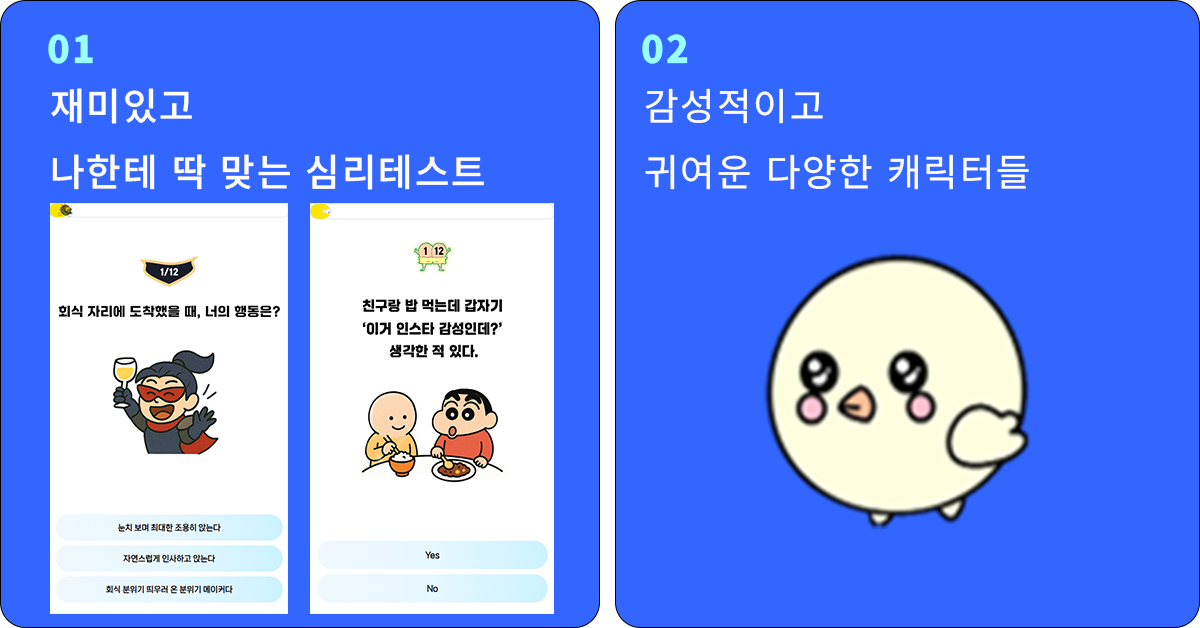 01
재미있고
나한테 딱 맞는 심리테스트
1/12
회식 자리에 도착했을 때, 너의 행동은?
눈치 보며 최대한 조용히 앉는다
자연스럽게 인사하고 앉는다
회식 분위기 띄우러 온 분위기 메이커다
1 12
친구랑 밥 먹는데 갑자기
‘이거 인스타 감성인데?’
생각한 적 있다.
Yes
No
02
감성적이고
귀여운 다양한 캐릭터들